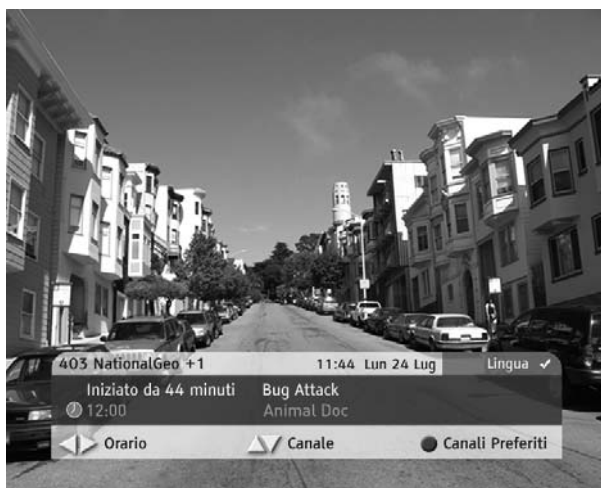 403 NationalGeo +1 11:44 Lun 24 Lug Lingua ✓
Iniziato da 44 minuti Bug Attack
12:00 Animal Doc
Orario Canale Canali Preferiti